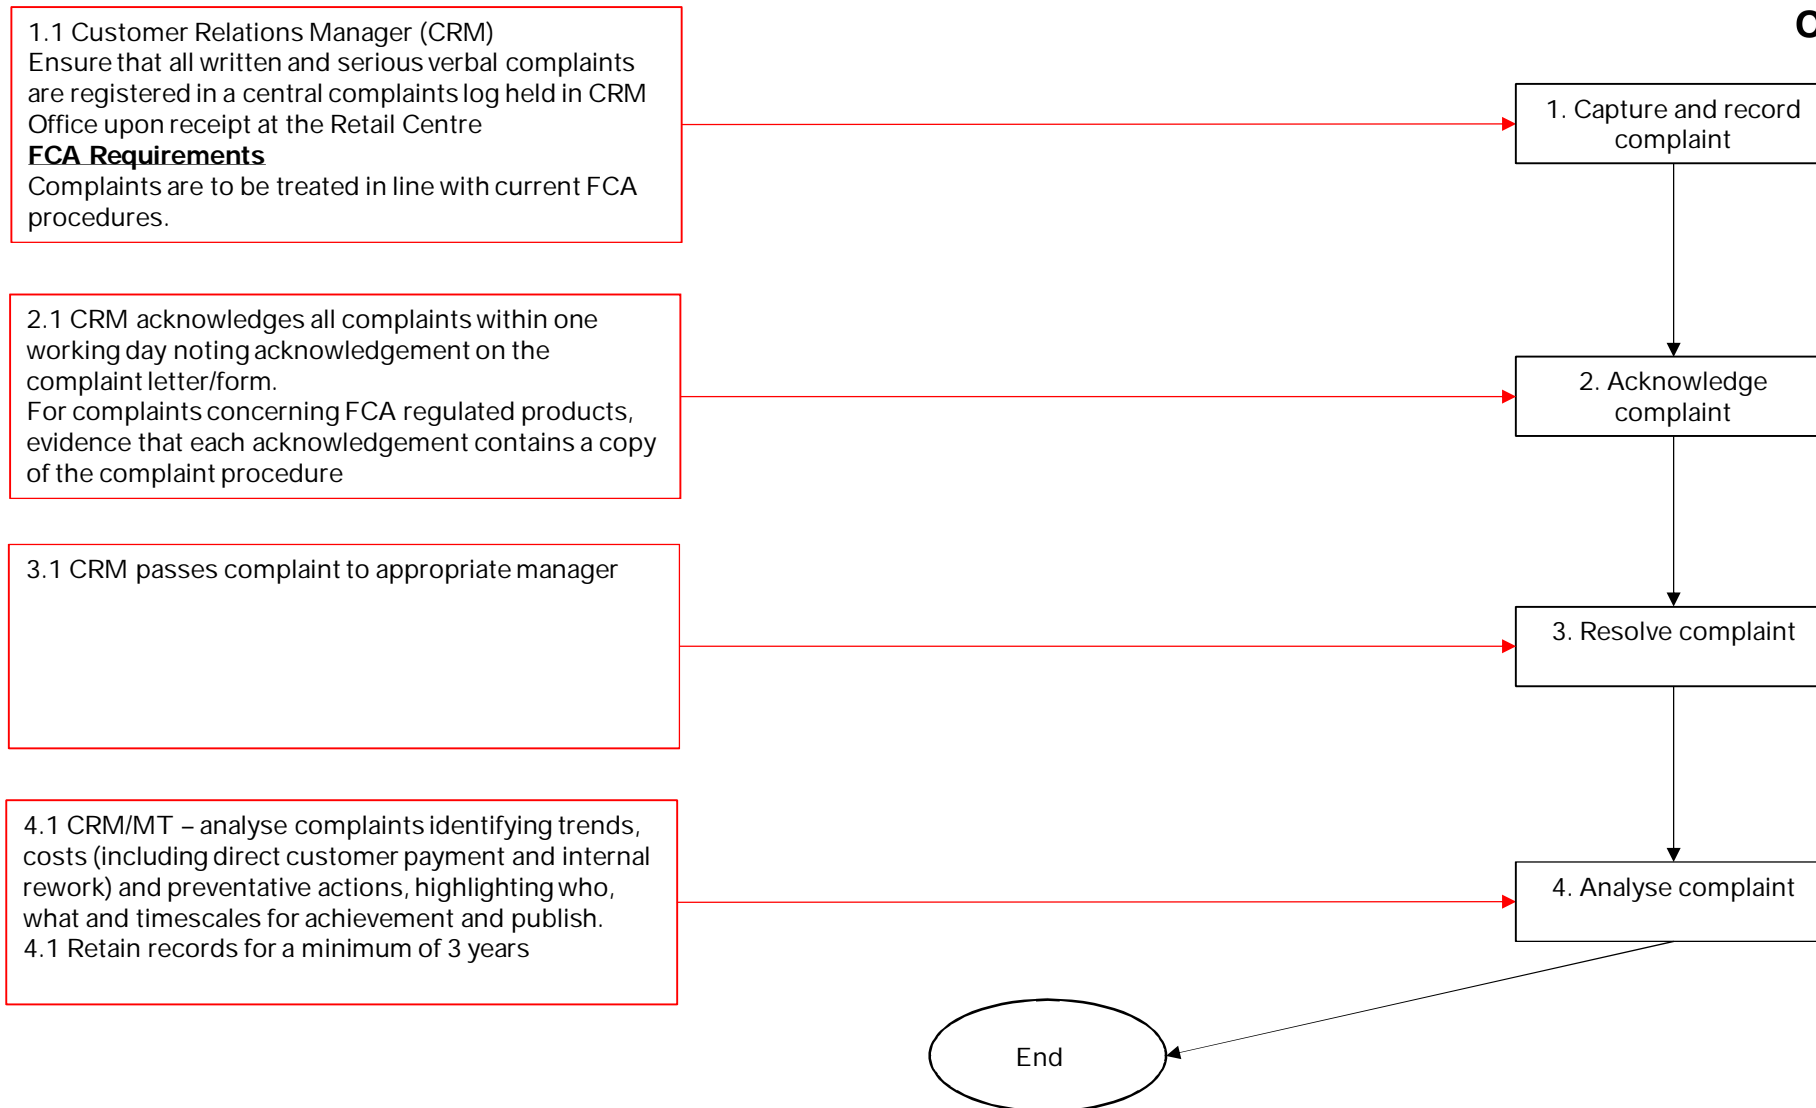 1.1 Customer Relations Manager (CRM)
Ensure that all written and serious verbal complaints
are registered in a central complaints log held in CRM
Office upon receipt at the Retail Centre
FCA Requirements
Complaints are to be treated in line with current FCA
procedures.
1. Capture and record
complaint
2.1 CRM acknowledges all complaints within one
working day noting acknowledgement on the
complaint letter/form.
For complaints concerning FCA regulated products,
evidence that each acknowledgement contains a copy
of the complaint procedure
2. Acknowledge
complaint
3.1 CRM passes complaint to appropriate manager
3. Resolve complaint
4.1 CRM/MT – analyse complaints identifying trends,
costs (including direct customer payment and internal
rework) and preventative actions, highlighting who,
what and timescales for achievement and publish.
4.1 Retain records for a minimum of 3 years
4. Analyse complaint
End